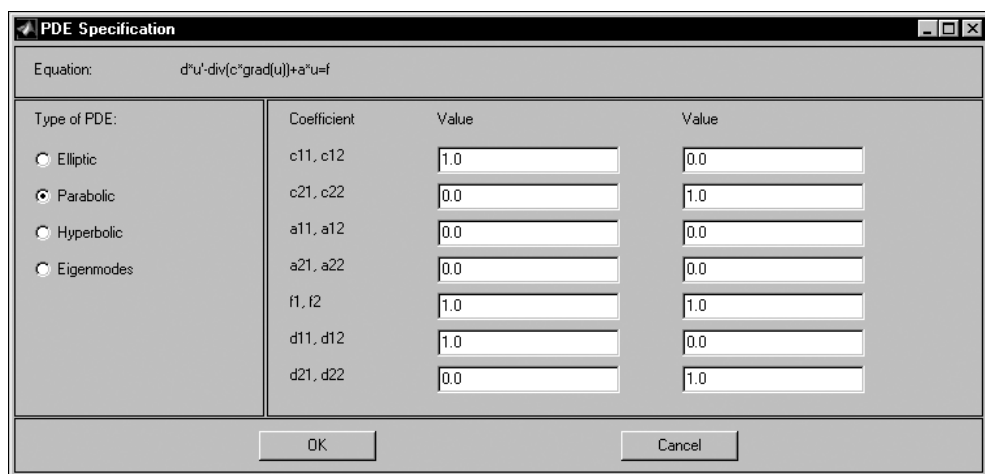 PDE Specification
Equation: d*u'-div(c*grad(u))+a*u=f
Type of PDE:
Elliptic
Parabolic
Hyperbolic
Eigenmodes
Coefficient Value Value
c11, c12 1.0 0.0
c21, c22 0.0 1.0
a11, a12 0.0 0.0
a21, a22 0.0 0.0
f1, f2 1.0 1.0
d11, d12 1.0 0.0
d21, d22 0.0 1.0
OK Cancel